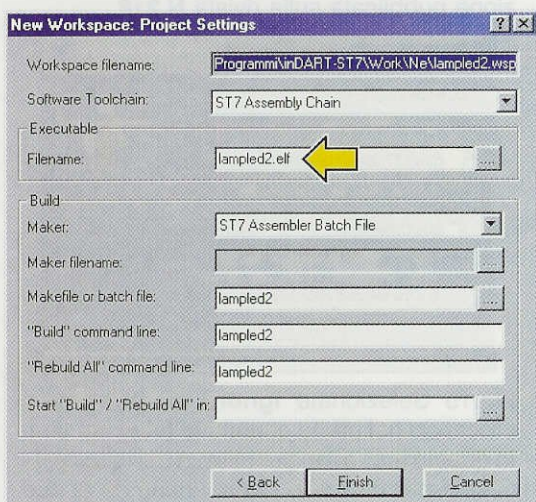 New Workspace: Project Settings
Workspace filename: Programmi\inDART-ST7\Work\Ne\lampled2.wsp
Software Toolchain: ST7 Assembly Chain
Executable
Filename: lampled2.elf ....
Build
Maker: ST7 Assembler Batch File
Maker filename: ....
Makefile or batch file: lampled2 ....
"Build" command line: lampled2
"Rebuild All" command line: lampled2
Start "Build" / "Rebuild All" in: ....
< Back Finish Cancel